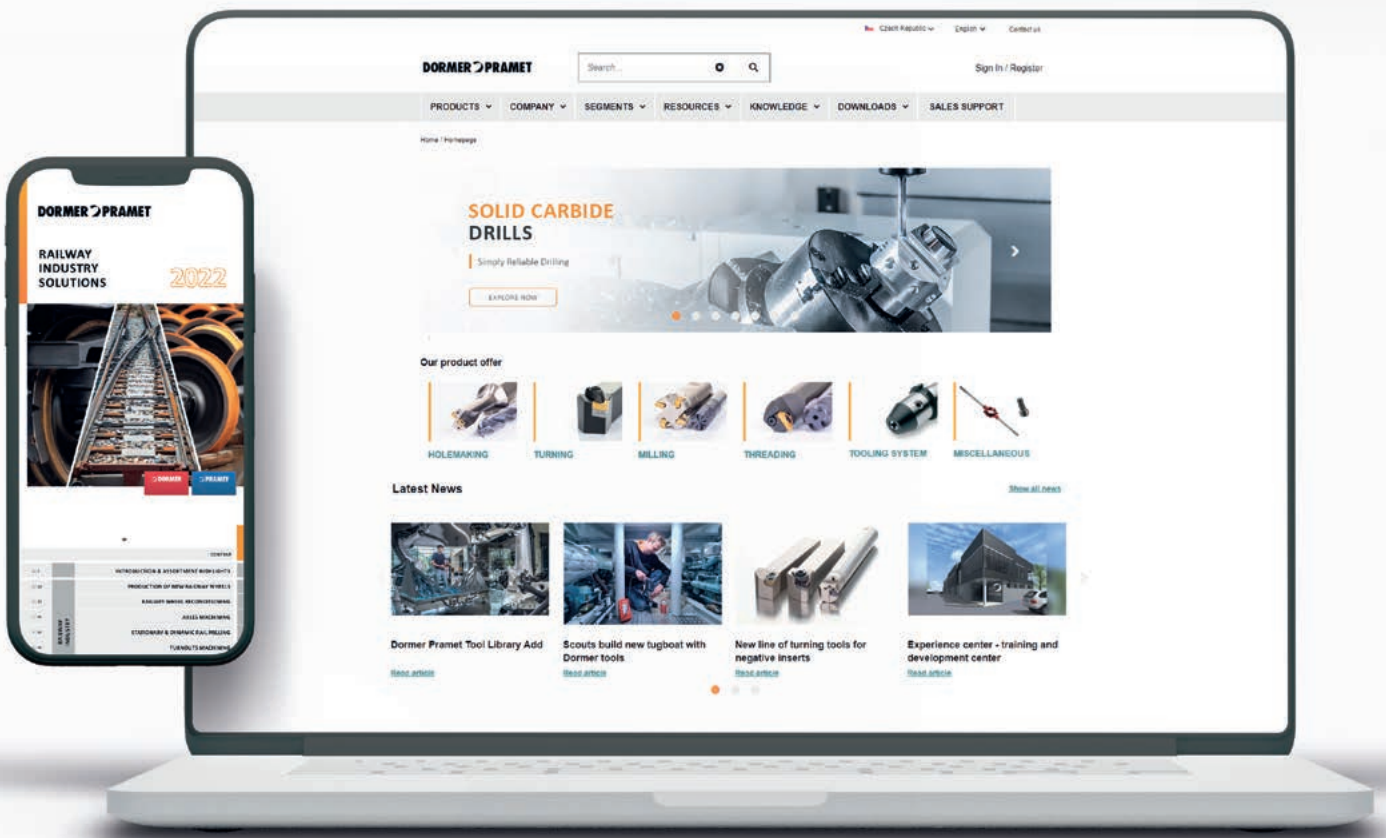 Czech Republic
English
Contact us
DORMER PRAMET
Search...
Sign In / Register
PRODUCTS
COMPANY
SEGMENTS
RESOURCES
KNOWLEDGE
DOWNLOADS
SALES SUPPORT
Home / Homepage
SOLID CARBIDE
DRILLS
Simply Reliable Drilling
EXPLORE NOW
Our product offer
HOLEMAKING
TURNING
MILLING
THREADING
TOOLING SYSTEM
MISCELLANEOUS
Latest News
Show all news
Dormer Pramet Tool Library Add
Read article
Scouts build new tugboat with
Dormer tools
Read article
New line of turning tools for
negative inserts
Read article
Experience center - training and
development center
Read article
DORMER PRAMET
RAILWAY
INDUSTRY
SOLUTIONS
2022
DORMER
PRAMET
CONTENT
INTRODUCTION & ASSORTMENT HIGHLIGHTS
PRODUCTION OF NEW RAILWAY WHEELS
RAILWAY WHEEL RECONDITIONING
AXLES MACHINING
STATIONARY & DYNAMIC RAIL MILLING
TURNOUTS MACHINING
RAILWAY
INDUSTRY